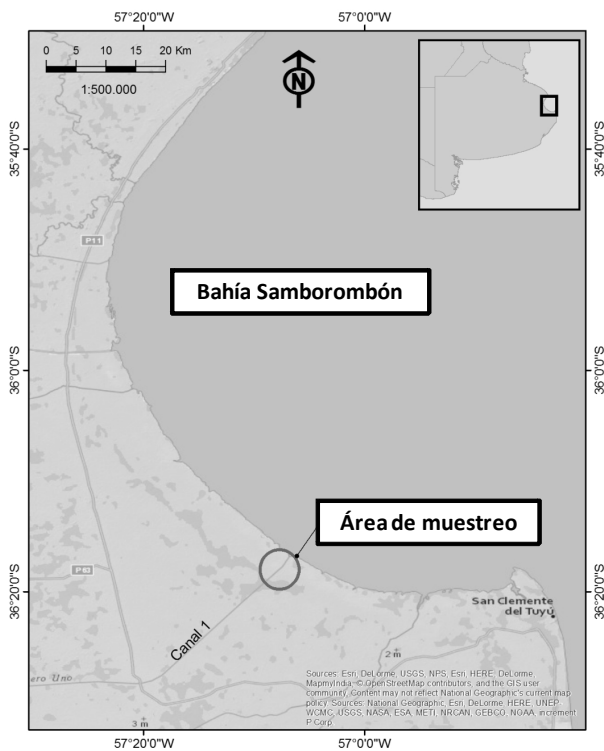 57°20'0"W 57°0'0"W
0 5 10 15 20 Km
1:500.000
N
35°40'0"S 35°40'0"S
P11
Bahía Samborombón
36°0'0"S 36°0'0"S
Área de muestreo
P63
36°20'0"S 36°20'0"S
San Clemente
del Tuyú
Canal 1
2 m
ero Uno
3 m
Sources: Esri, DeLorme, USGS, NPS, Esri, HERE, DeLorme,
MapmyIndia, © OpenStreetMap contributors, and the GIS user
community, Content may not reflect National Geographic's current map
policy. Sources: National Geographic, Esri, DeLorme, HERE, UNEP-
WCMC, USGS, NASA, ESA, METI, NRCAN, GEBCO, NOAA, increment
P Corp.
57°20'0"W 57°0'0"W